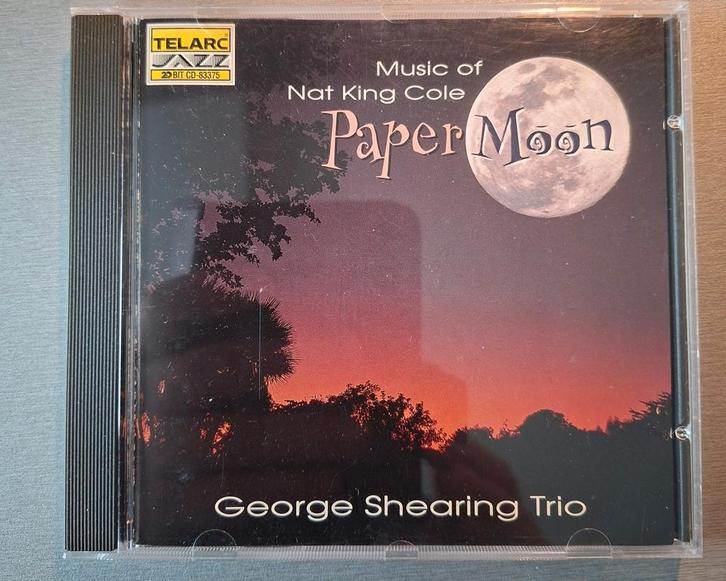 TELARC
JAZZ
20 BIT CD-83375
Music of
Nat King Cole
Paper Moon
George Shearing Trio